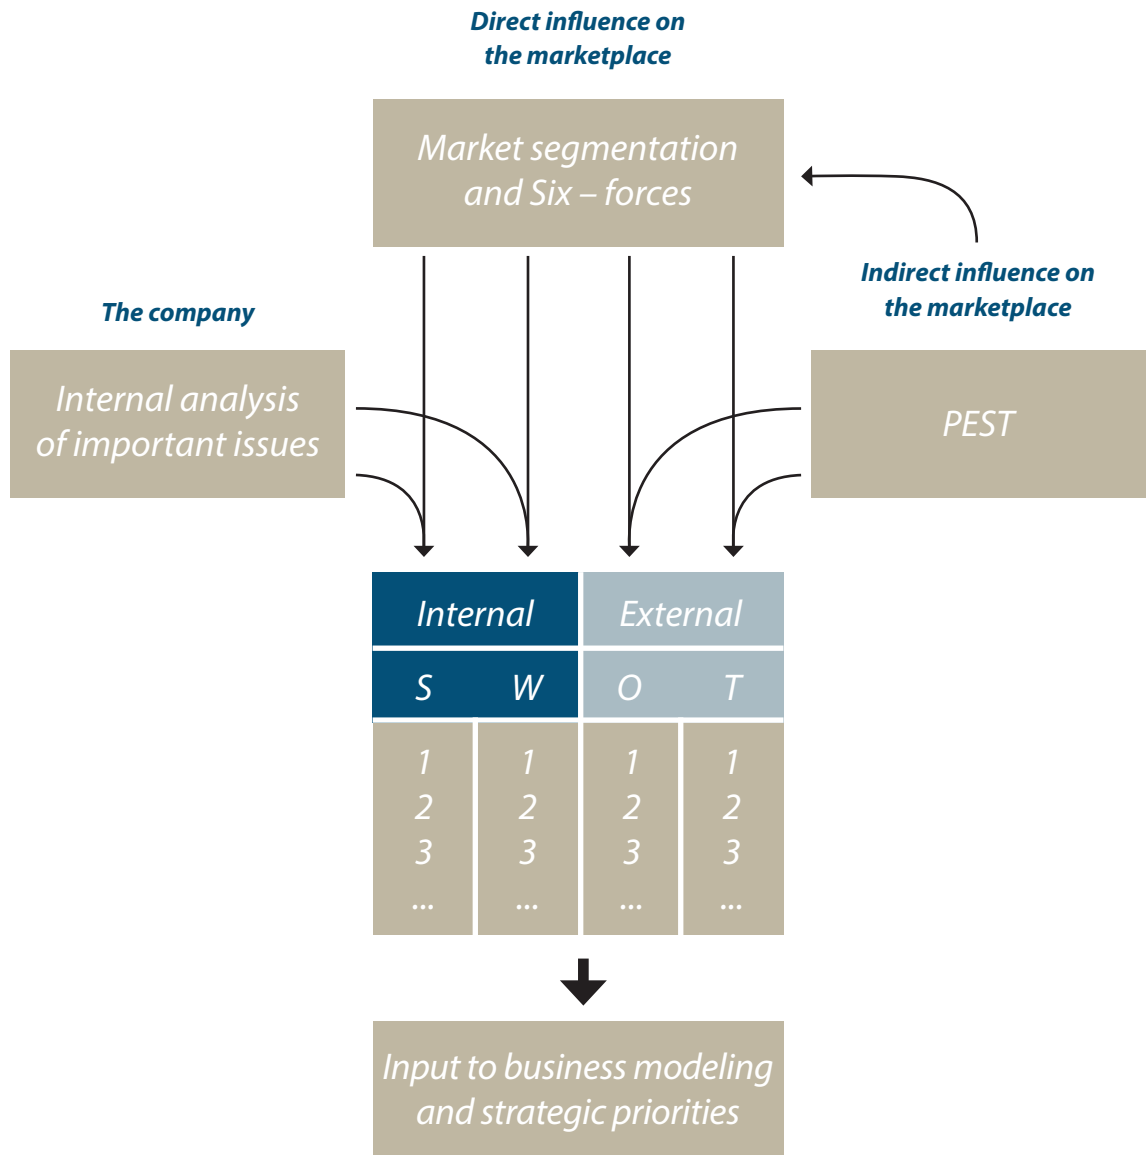 Direct influence on
the marketplace
Market segmentation
and Six – forces
Indirect influence on
the marketplace
The company
Internal analysis
of important issues
PEST
Internal External
S W O T
1 1 1 1
2 2 2 2
3 3 3 3
... ... ... ...
Input to business modeling
and strategic priorities